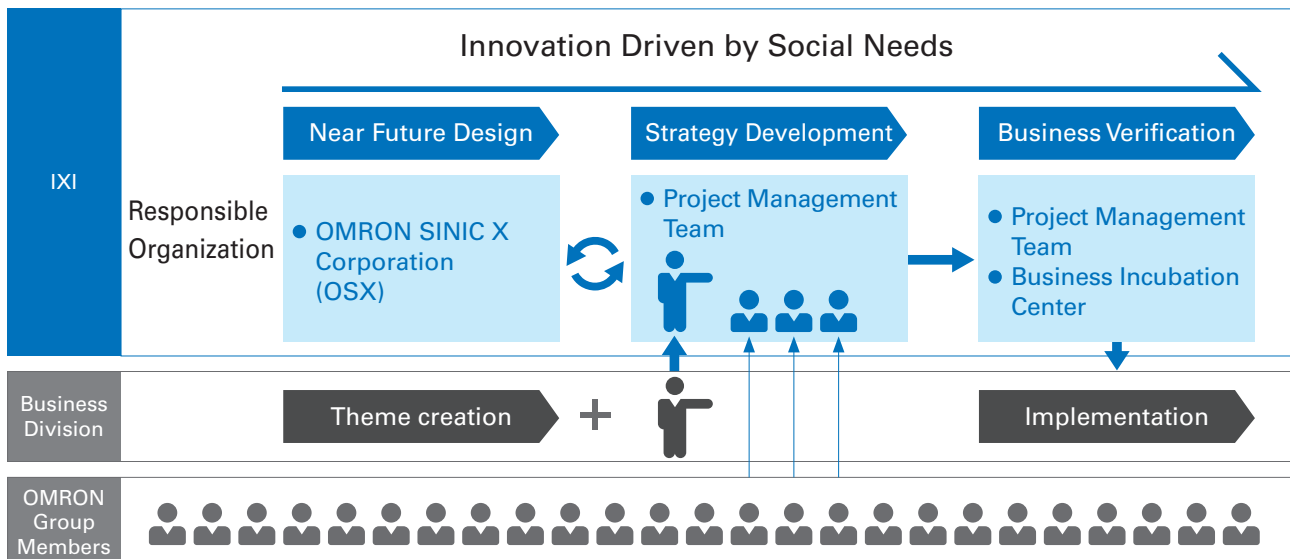 Innovation Driven by Social Needs
IXI
Near Future Design
Strategy Development
Business Verification
Responsible
Organization
● OMRON SINIC X
Corporation
(OSX)
● Project Management
Team
● Project Management
Team
● Business Incubation
Center
Business
Division
Theme creation
+
Implementation
OMRON
Group
Members